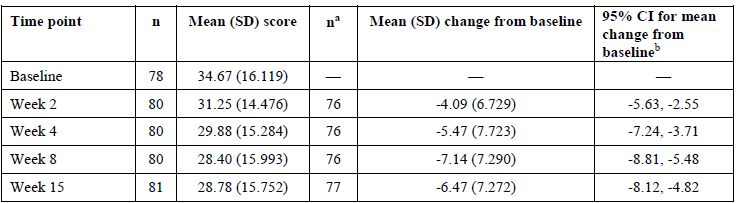 Time point n Mean (SD) score nᵃ Mean (SD) change from baseline 95% CI for mean
change from
baselineᵇ
Baseline 78 34.67 (16.119) — — —
Week 2 80 31.25 (14.476) 76 -4.09 (6.729) -5.63, -2.55
Week 4 80 29.88 (15.284) 76 -5.47 (7.723) -7.24, -3.71
Week 8 80 28.40 (15.993) 76 -7.14 (7.290) -8.81, -5.48
Week 15 81 28.78 (15.752) 77 -6.47 (7.272) -8.12, -4.82